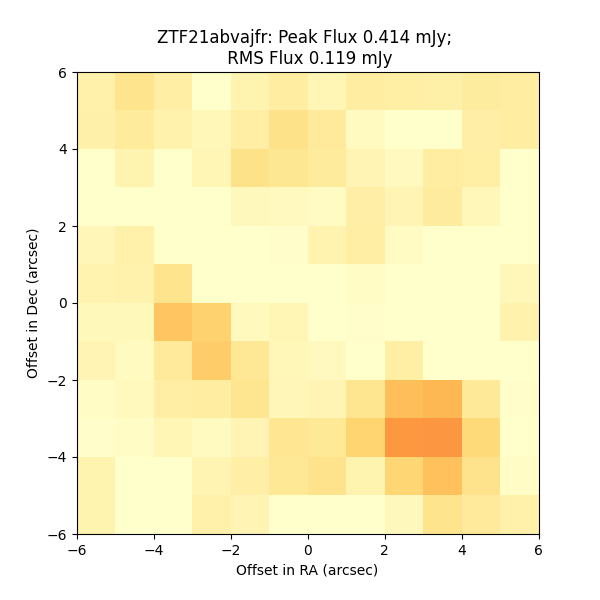 ZTF21abvajfr: Peak Flux 0.414 mJy;
RMS Flux 0.119 mJy
6
4
2
0
−2
−4
−6
Offset in Dec (arcsec)
−6 −4 −2 0 2 4 6
Offset in RA (arcsec)